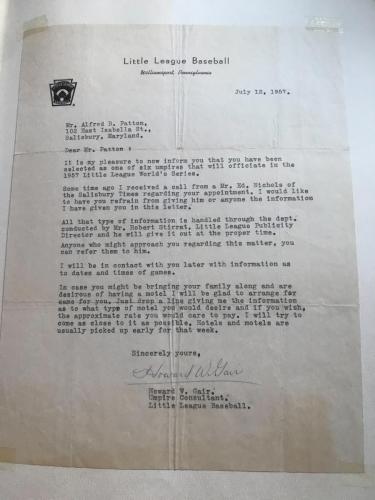 Little League Baseball
Williamsport, Pennsylvania
July 12, 1957.
Mr. Alfred B. Patton,
102 East Isabella St.,
Salisbury, Maryland.
Dear Mr. Patton :
It is my pleasure to now inform you that you have been
selected as one of six umpires that will officiate in the
1957 Little League World's Series.
Some time ago I received a call from a Mr. Ed. Nichols of
the Salisbury Times regarding your appointment. I would like
to have you refrain from giving him or anyone the information
I have given you in this letter.
All that type of information is handled through the dept.
conducted by Mr. Robert Stirrat, Little League Publicity
Director and he will give it out at the proper time.
Anyone who might approach you regarding this matter, you
can refer them to him.
I will be in contact with you later with information as
to dates and times of games.
In case you might be bringing your family along and are
desirous of having a motel I will be glad to arrange for
same for you. Just drop a line giving me the information
as to what type of motel you would desire and if you wish,
the approximate rate you would care to pay. I will try to
come as close to it as possible. Hotels and motels are
usually picked up early for that week.
Sincerely yours,
Howard W. Gair
Howard W. Gair.
Umpire Consultant.
Little League Baseball.